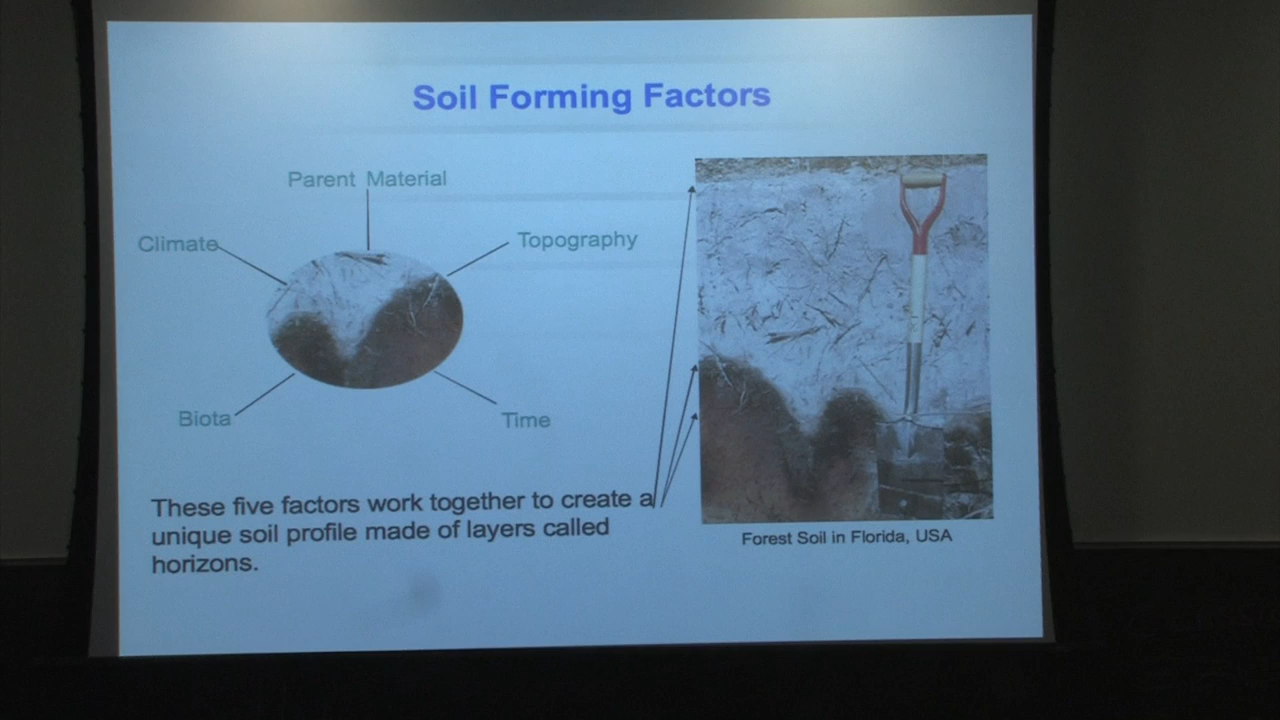 Soil Forming Factors
Parent Material
Climate
Topography
Biota
Time
These five factors work together to create a
unique soil profile made of layers called
horizons.
Forest Soil in Florida, USA